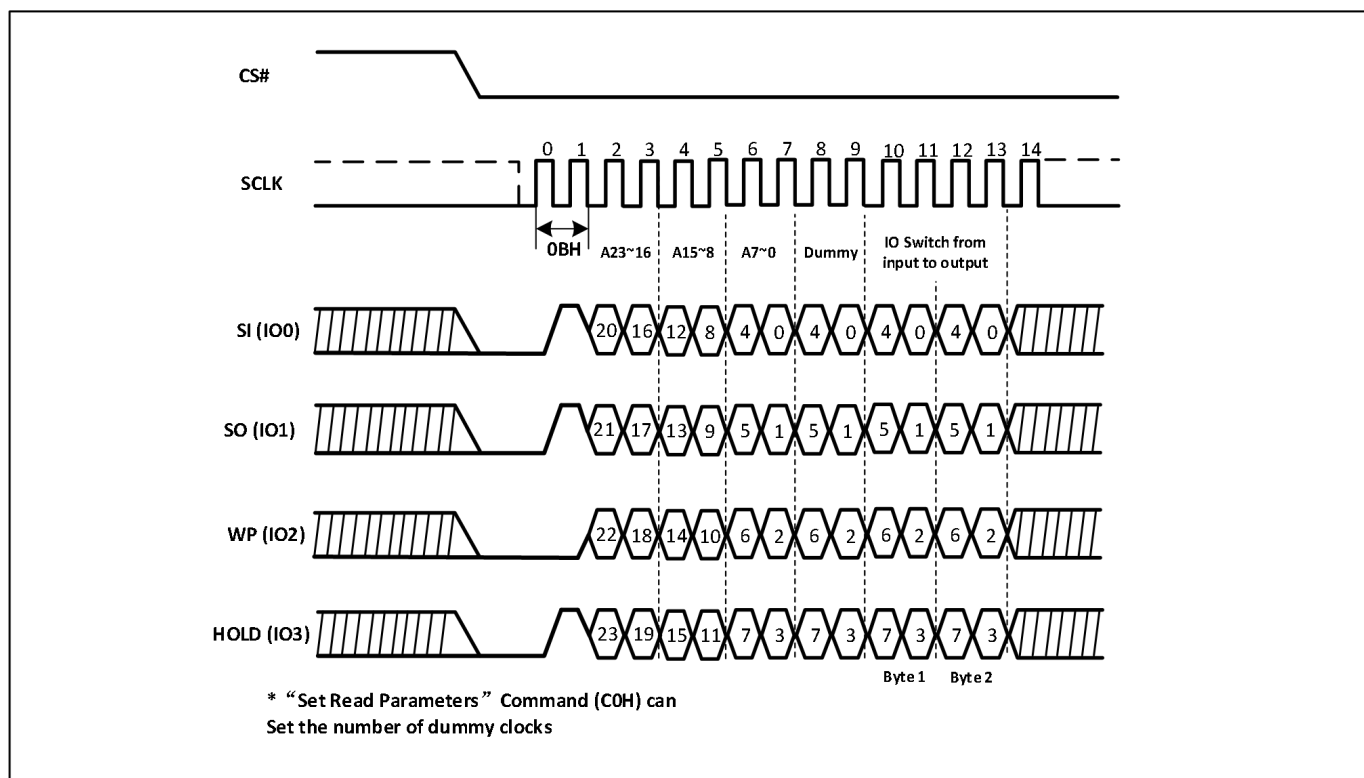 CS#
0 1 2 3 4 5 6 7 8 9 10 11 12 13 14
SCLK
0BH A23~16 A15~8 A7~0 Dummy IO Switch from
input to output
SI (IO0) 20 16 12 8 4 0 4 0 4 0 4 0
SO (IO1) 21 17 13 9 5 1 5 1 5 1 5 1
WP (IO2) 22 18 14 10 6 2 6 2 6 2 6 2
HOLD (IO3) 23 19 15 11 7 3 7 3 7 3 7 3
Byte 1 Byte 2
* “Set Read Parameters” Command (C0H) can
Set the number of dummy clocks